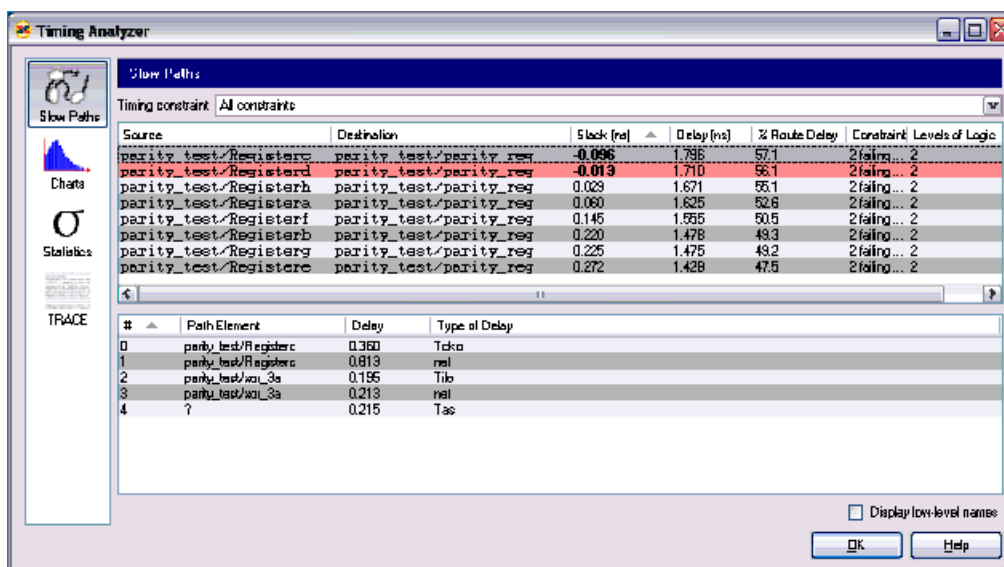 Timing Analyzer
Slow Paths
Slow Paths
Timing constraint All constraints
Source Destination Slack (ns) Delay (ns) % Route Delay Constraint Levels of Logic
parity_test/Registerc parity_test/parity_reg -0.096 1.796 57.1 2 failing... 2
parity_test/Registerd parity_test/parity_reg -0.013 1.710 56.1 2 failing... 2
parity_test/Registerh parity_test/parity_reg 0.029 1.671 55.1 2 failing... 2
parity_test/Registera parity_test/parity_reg 0.060 1.625 52.6 2 failing... 2
parity_test/Registerf parity_test/parity_reg 0.145 1.555 50.5 2 failing... 2
parity_test/Registerb parity_test/parity_reg 0.220 1.478 49.3 2 failing... 2
parity_test/Registerg parity_test/parity_reg 0.225 1.475 49.2 2 failing... 2
parity_test/Registere parity_test/parity_reg 0.272 1.428 47.5 2 failing... 2
Charts
Statistics
TRACE
# Path Element Delay Type of Delay
0 parity_test/Registerc 0.360 Tcko
1 parity_test/Registerc 0.813 net
2 parity_test/xor_3a 0.195 Tilo
3 parity_test/xor_3a 0.213 net
4 ? 0.215 Tas
Display low-level names
OK Help